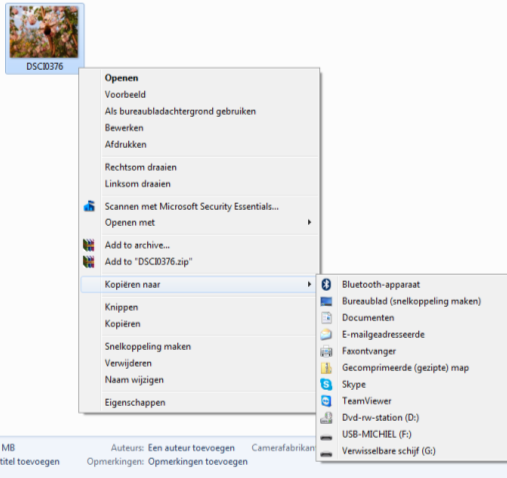 DSCI0376
Openen
Voorbeeld
Als bureaubladachtergrond gebruiken
Bewerken
Afdrukken
Rechtsom draaien
Linksom draaien
Scannen met Microsoft Security Essentials...
Openen met
Add to archive...
Add to "DSCI0376.zip"
Kopiëren naar
Knippen
Kopiëren
Snelkoppeling maken
Verwijderen
Naam wijzigen
Eigenschappen
Bluetooth-apparaat
Bureaublad (snelkoppeling maken)
Documenten
E-mailgeadresseerde
Faxontvanger
Gecomprimeerde (gezipte) map
Skype
TeamViewer
Dvd-rw-station (D:)
USB-MICHIEL (F:)
Verwisselbare schijf (G:)
MB Auteurs: Een auteur toevoegen Camerafabrikan
titel toevoegen Opmerkingen: Opmerkingen toevoegen